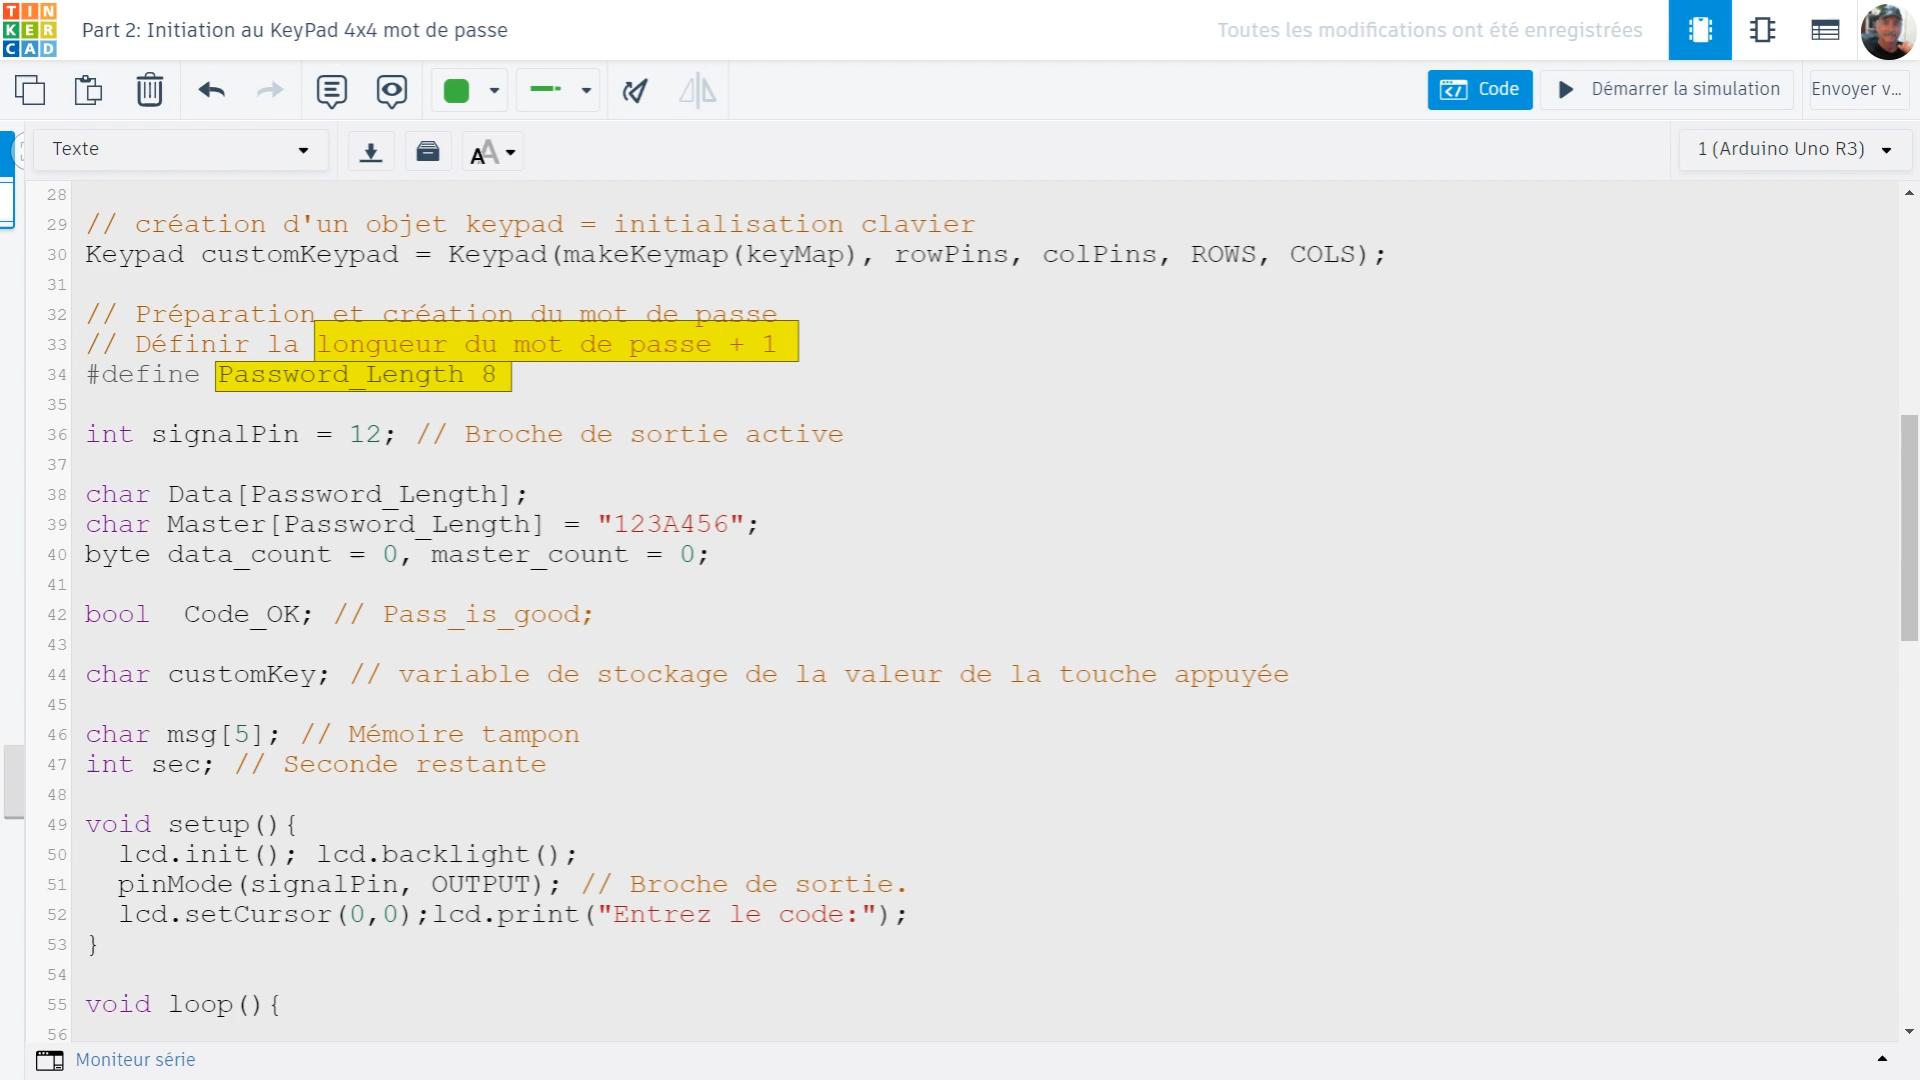 TIN
KER
CAD
Part 2: Initiation au KeyPad 4x4 mot de passe
Toutes les modifications ont été enregistrées
Code
Démarrer la simulation
Envoyer v...
Texte
1 (Arduino Uno R3)
28
29 // création d'un objet keypad = initialisation clavier
30 Keypad customKeypad = Keypad(makeKeymap(keyMap), rowPins, colPins, ROWS, COLS);
31
32 // Préparation et création du mot de passe
33 // Définir la longueur du mot de passe + 1
34 #define Password_Length 8
35
36 int signalPin = 12; // Broche de sortie active
37
38 char Data[Password_Length];
39 char Master[Password_Length] = "123A456";
40 byte data_count = 0, master_count = 0;
41
42 bool  Code_OK; // Pass_is_good;
43
44 char customKey; // variable de stockage de la valeur de la touche appuyée
45
46 char msg[5]; // Mémoire tampon
47 int sec; // Seconde restante
48
49 void setup(){
50   lcd.init(); lcd.backlight();
51   pinMode(signalPin, OUTPUT); // Broche de sortie.
52   lcd.setCursor(0,0);lcd.print("Entrez le code:");
53 }
54
55 void loop(){
56
Moniteur série